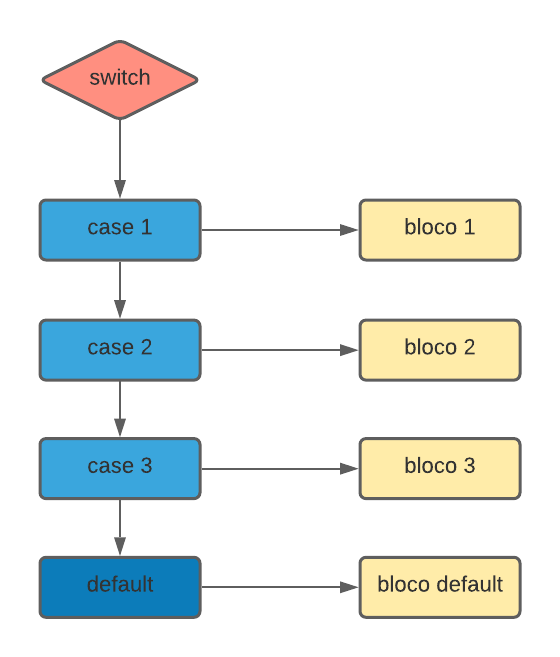 switch
case 1
bloco 1
case 2
bloco 2
case 3
bloco 3
default
bloco default